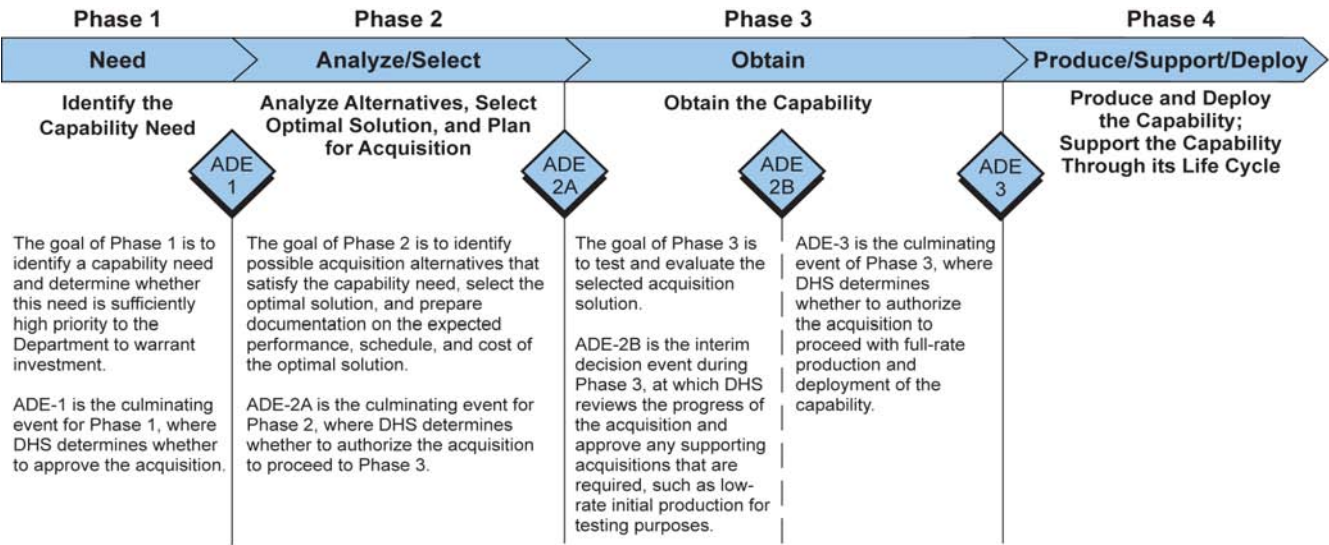 Phase 1
Phase 2
Phase 3
Phase 4
Need
Analyze/Select
Obtain
Produce/Support/Deploy
Identify the
Capability Need
Analyze Alternatives, Select
Optimal Solution, and Plan
for Acquisition
Obtain the Capability
Produce and Deploy
the Capability;
Support the Capability
Through its Life Cycle
ADE
1
ADE
2A
ADE
2B
ADE
3
The goal of Phase 1 is to
identify a capability need
and determine whether
this need is sufficiently
high priority to the
Department to warrant
investment.
ADE-1 is the culminating
event for Phase 1, where
DHS determines whether
to approve the acquisition.
The goal of Phase 2 is to identify
possible acquisition alternatives that
satisfy the capability need, select the
optimal solution, and prepare
documentation on the expected
performance, schedule, and cost of
the optimal solution.
ADE-2A is the culminating event for
Phase 2, where DHS determines
whether to authorize the acquisition
to proceed to Phase 3.
The goal of Phase 3 is
to test and evaluate the
selected acquisition
solution.
ADE-2B is the interim
decision event during
Phase 3, at which DHS
reviews the progress of
the acquisition and
approve any supporting
acquisitions that are
required, such as low-
rate initial production for
testing purposes.
ADE-3 is the culminating
event of Phase 3, where
DHS determines
whether to authorize
the acquisition to
proceed with full-rate
production and
deployment of the
capability.